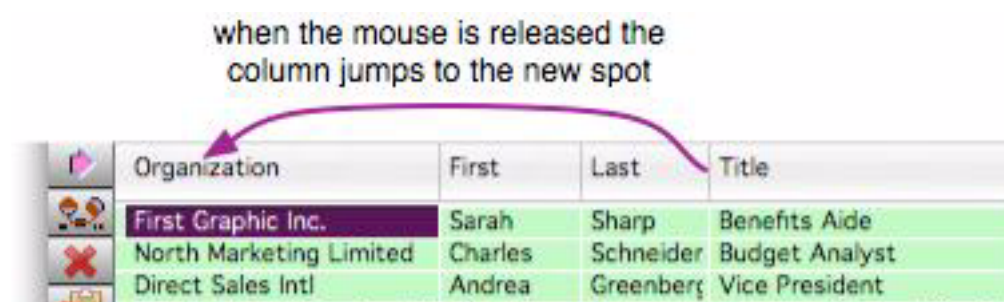 when the mouse is released the
column jumps to the new spot
Organization First Last Title
First Graphic Inc. Sarah Sharp Benefits Aide
North Marketing Limited Charles Schneider Budget Analyst
Direct Sales Intl Andrea Greenberg Vice President